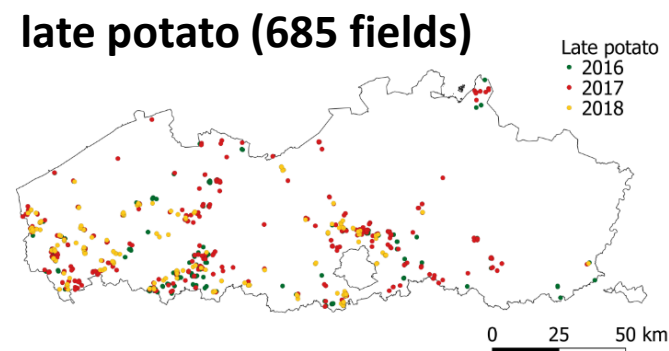 late potato (685 fields)
Late potato
2016
2017
2018
0 25 50 km